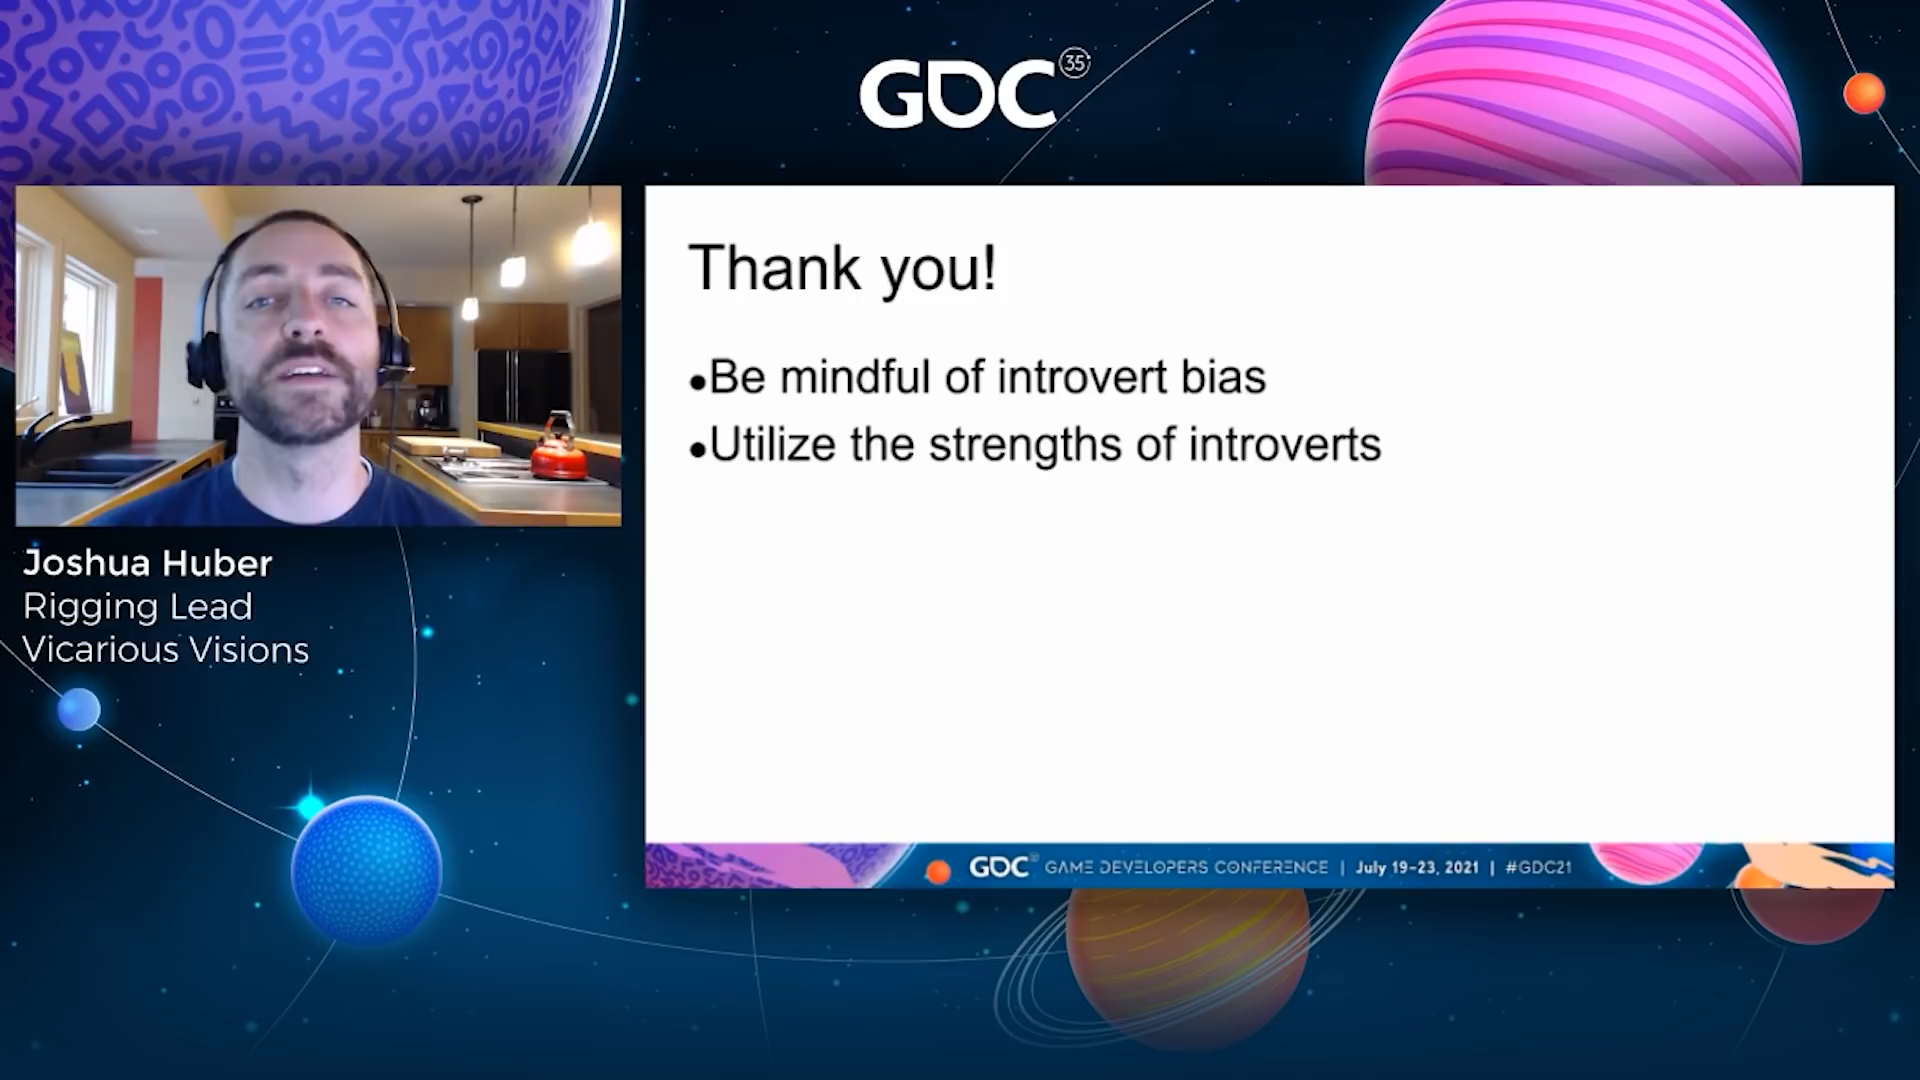 GDC 35
Thank you!
•Be mindful of introvert bias
•Utilize the strengths of introverts
Joshua Huber
Rigging Lead
Vicarious Visions
GDC GAME DEVELOPERS CONFERENCE | July 19-23, 2021 | #GDC21